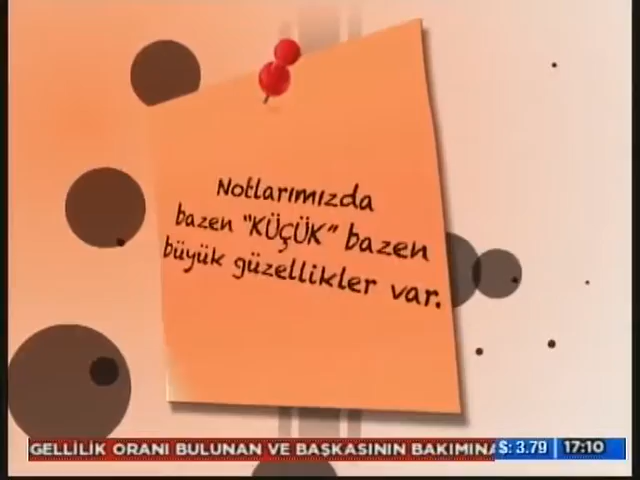 Notlarımızda
bazen "KÜÇÜK" bazen
büyük güzellikler var.
GELLİLİK ORANI BULUNAN VE BAŞKASININ BAKIMINA $: 3.79 17:10